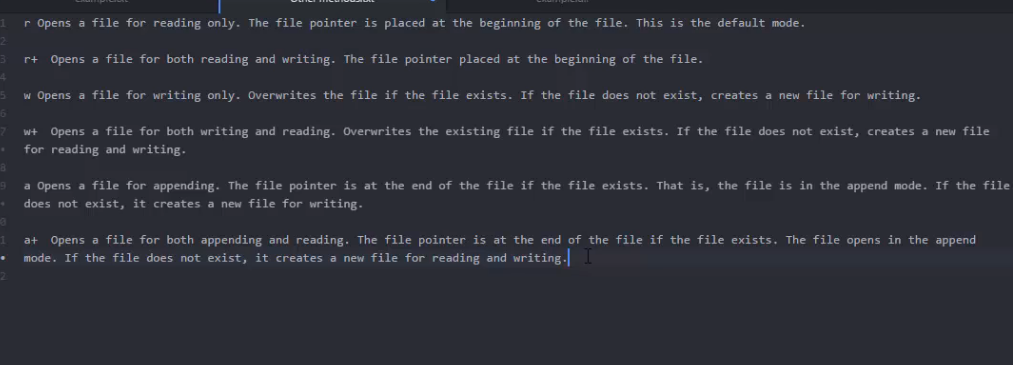 1 r Opens a file for reading only. The file pointer is placed at the beginning of the file. This is the default mode.
2
3 r+  Opens a file for both reading and writing. The file pointer placed at the beginning of the file.
4
5 w Opens a file for writing only. Overwrites the file if the file exists. If the file does not exist, creates a new file for writing.
6
7 w+  Opens a file for both writing and reading. Overwrites the existing file if the file exists. If the file does not exist, creates a new file
• for reading and writing.
8
9 a Opens a file for appending. The file pointer is at the end of the file if the file exists. That is, the file is in the append mode. If the file
• does not exist, it creates a new file for writing.
0
1 a+  Opens a file for both appending and reading. The file pointer is at the end of the file if the file exists. The file opens in the append
• mode. If the file does not exist, it creates a new file for reading and writing.
2